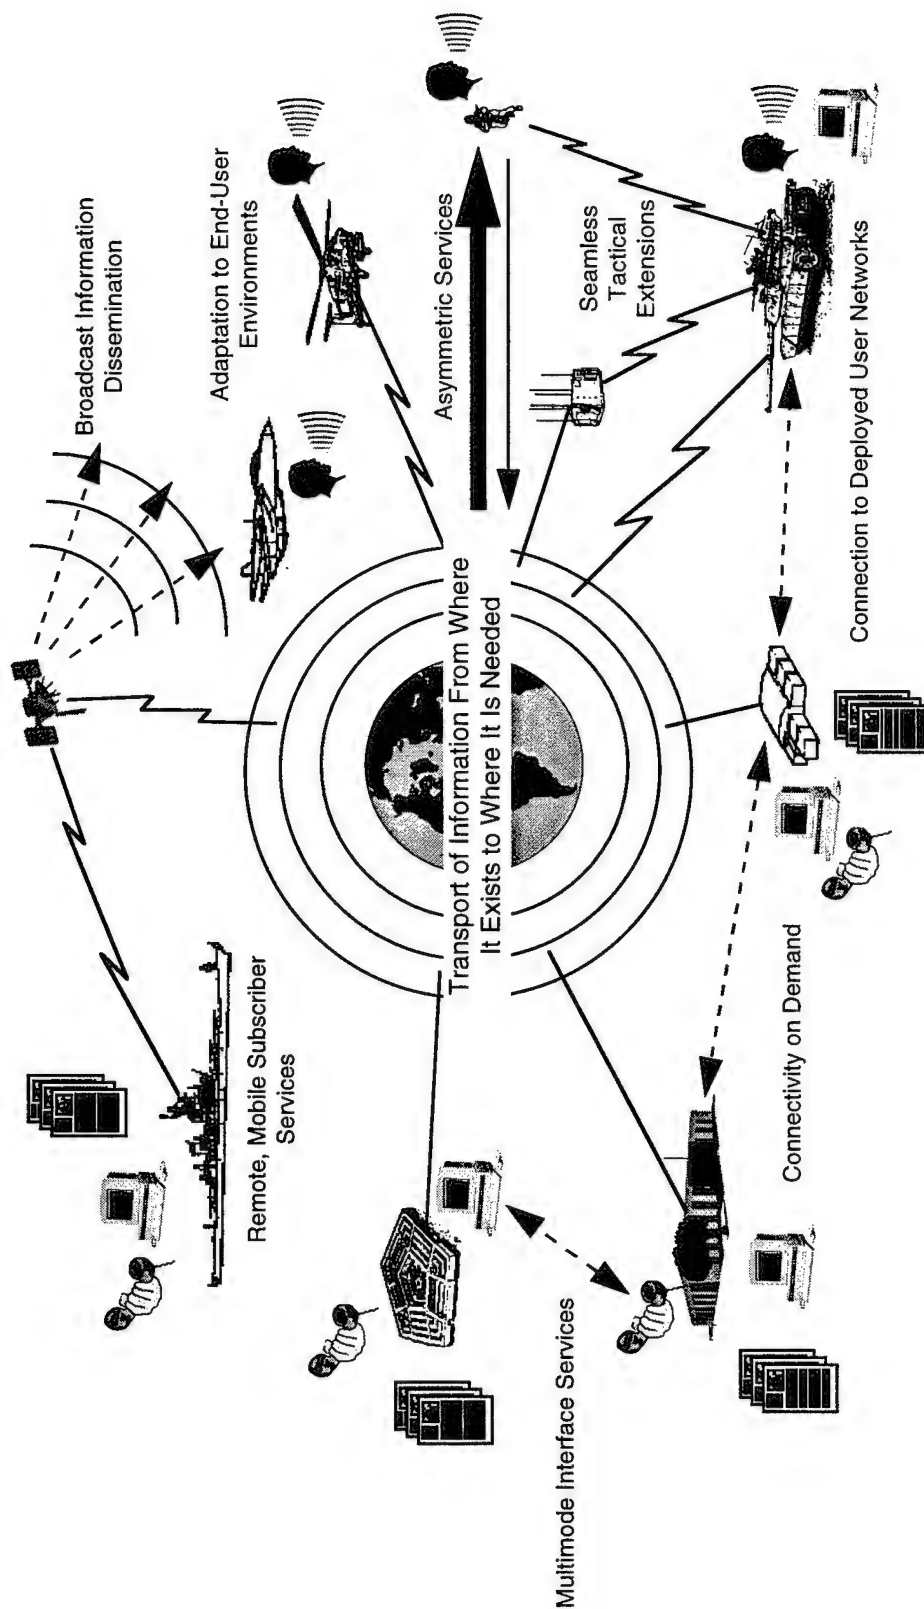 Broadcast Information
Dissemination
Adaptation to End-User
Environments
Remote, Mobile Subscriber
Services
Asymmetric Services
Transport of Information From Where
It Exists to Where It Is Needed
Seamless
Tactical
Extensions
Multimode Interface Services
Connectivity on Demand
Connection to Deployed User Networks